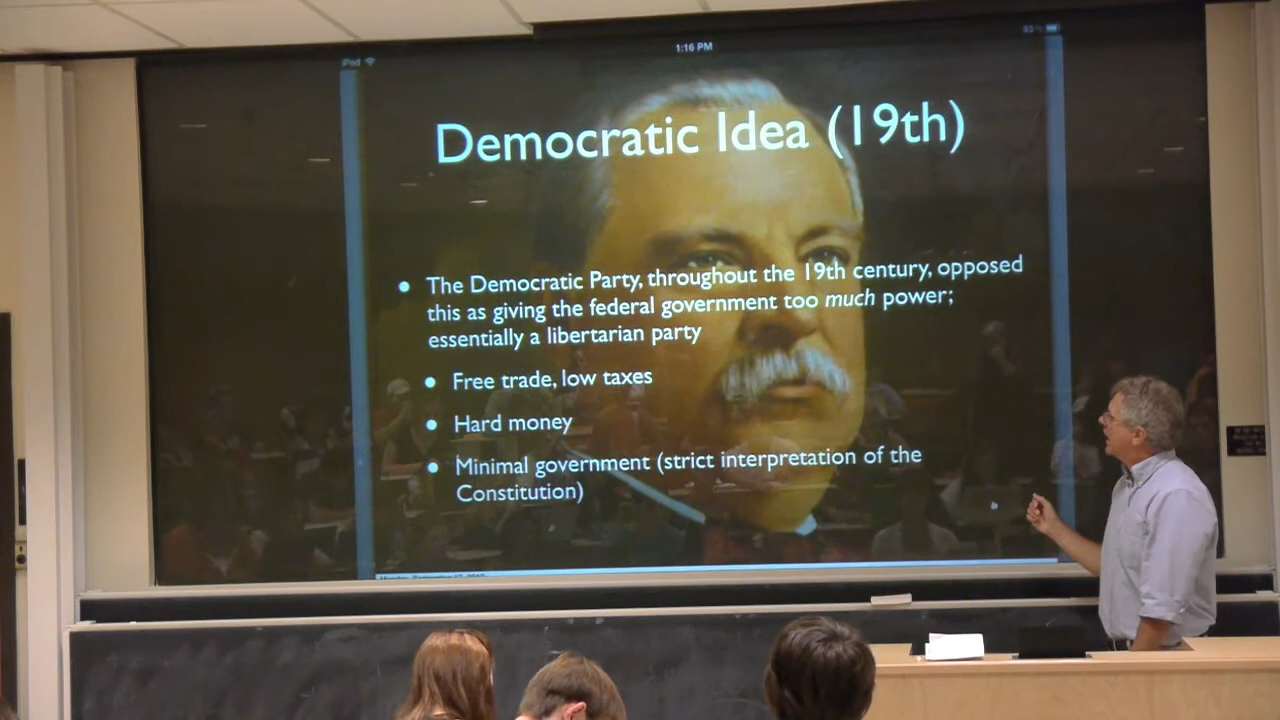 iPad
1:16 PM
Democratic Idea (19th)
• The Democratic Party, throughout the 19th century, opposed
this as giving the federal government too much power;
essentially a libertarian party
• Free trade, low taxes
• Hard money
• Minimal government (strict interpretation of the
Constitution)